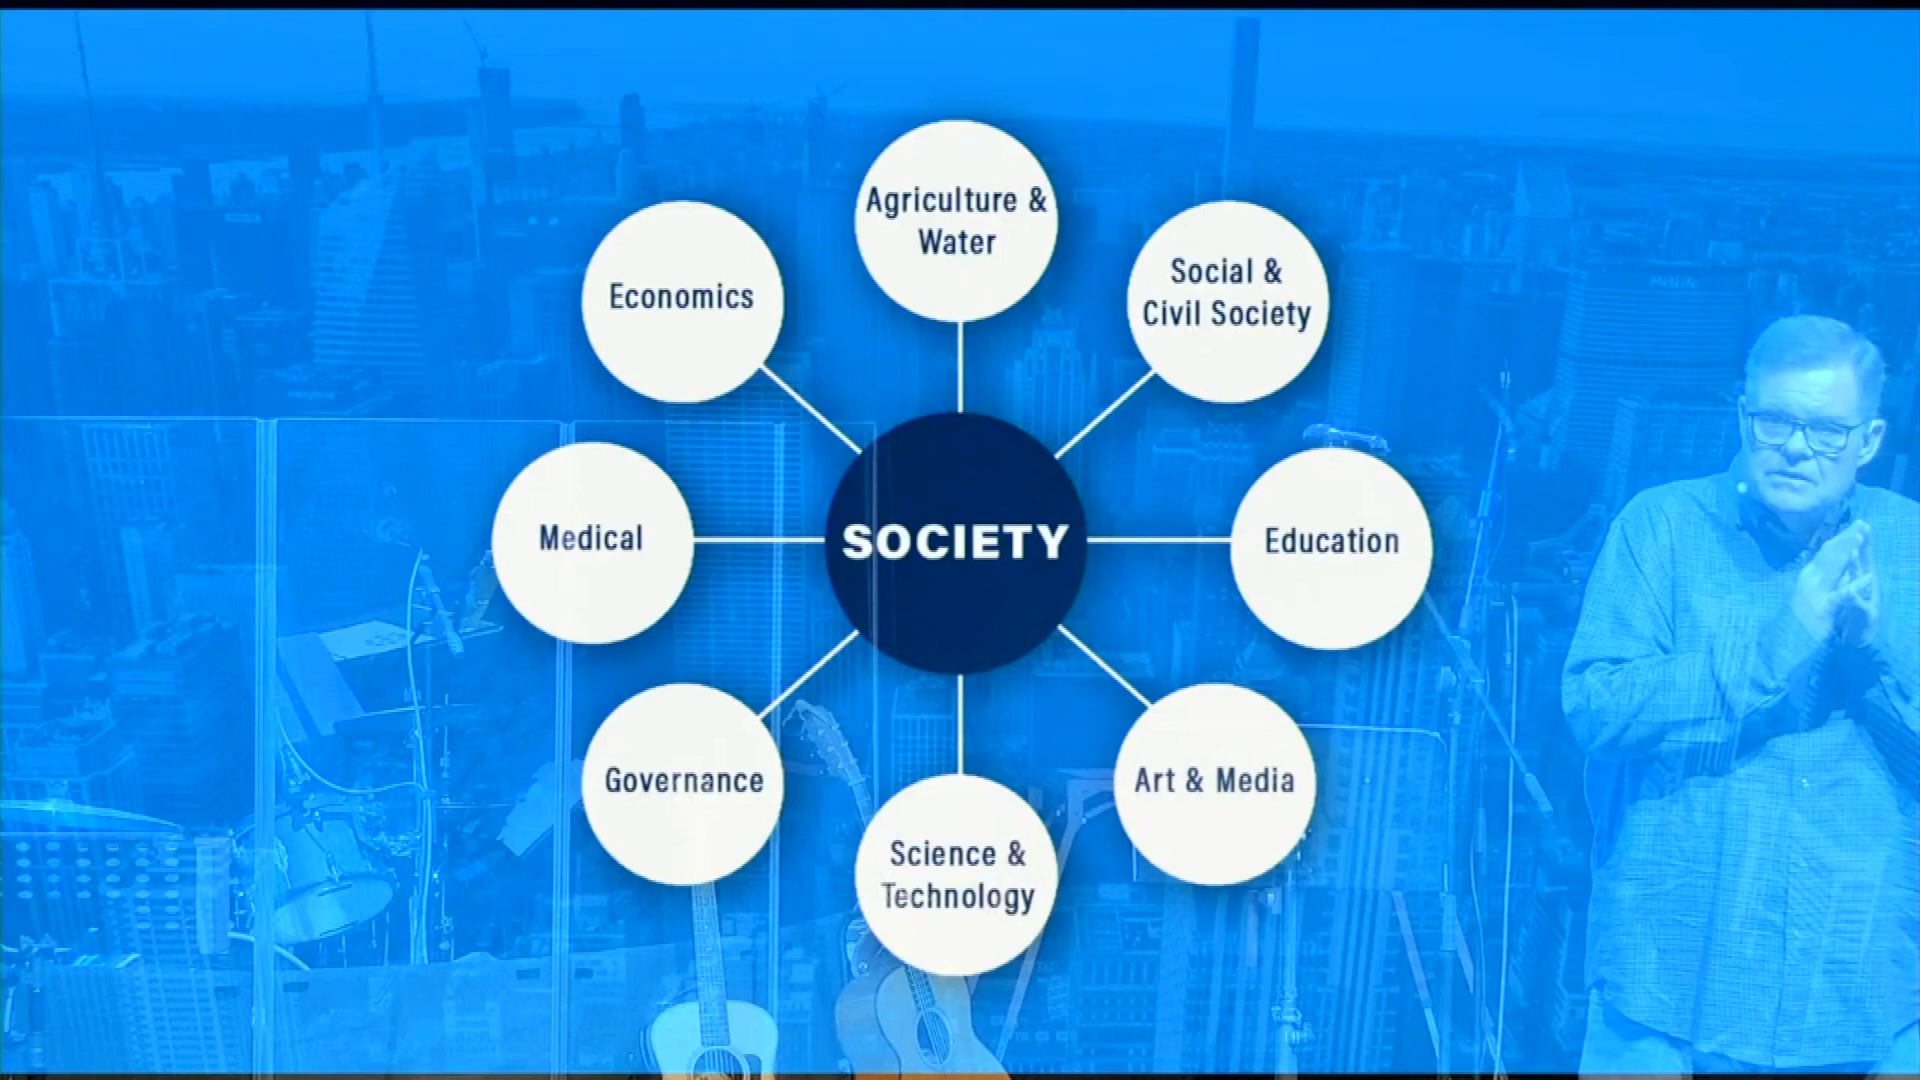 Agriculture &
Water
Social &
Civil Society
Economics
Medical
SOCIETY
Education
Governance
Art & Media
Science &
Technology